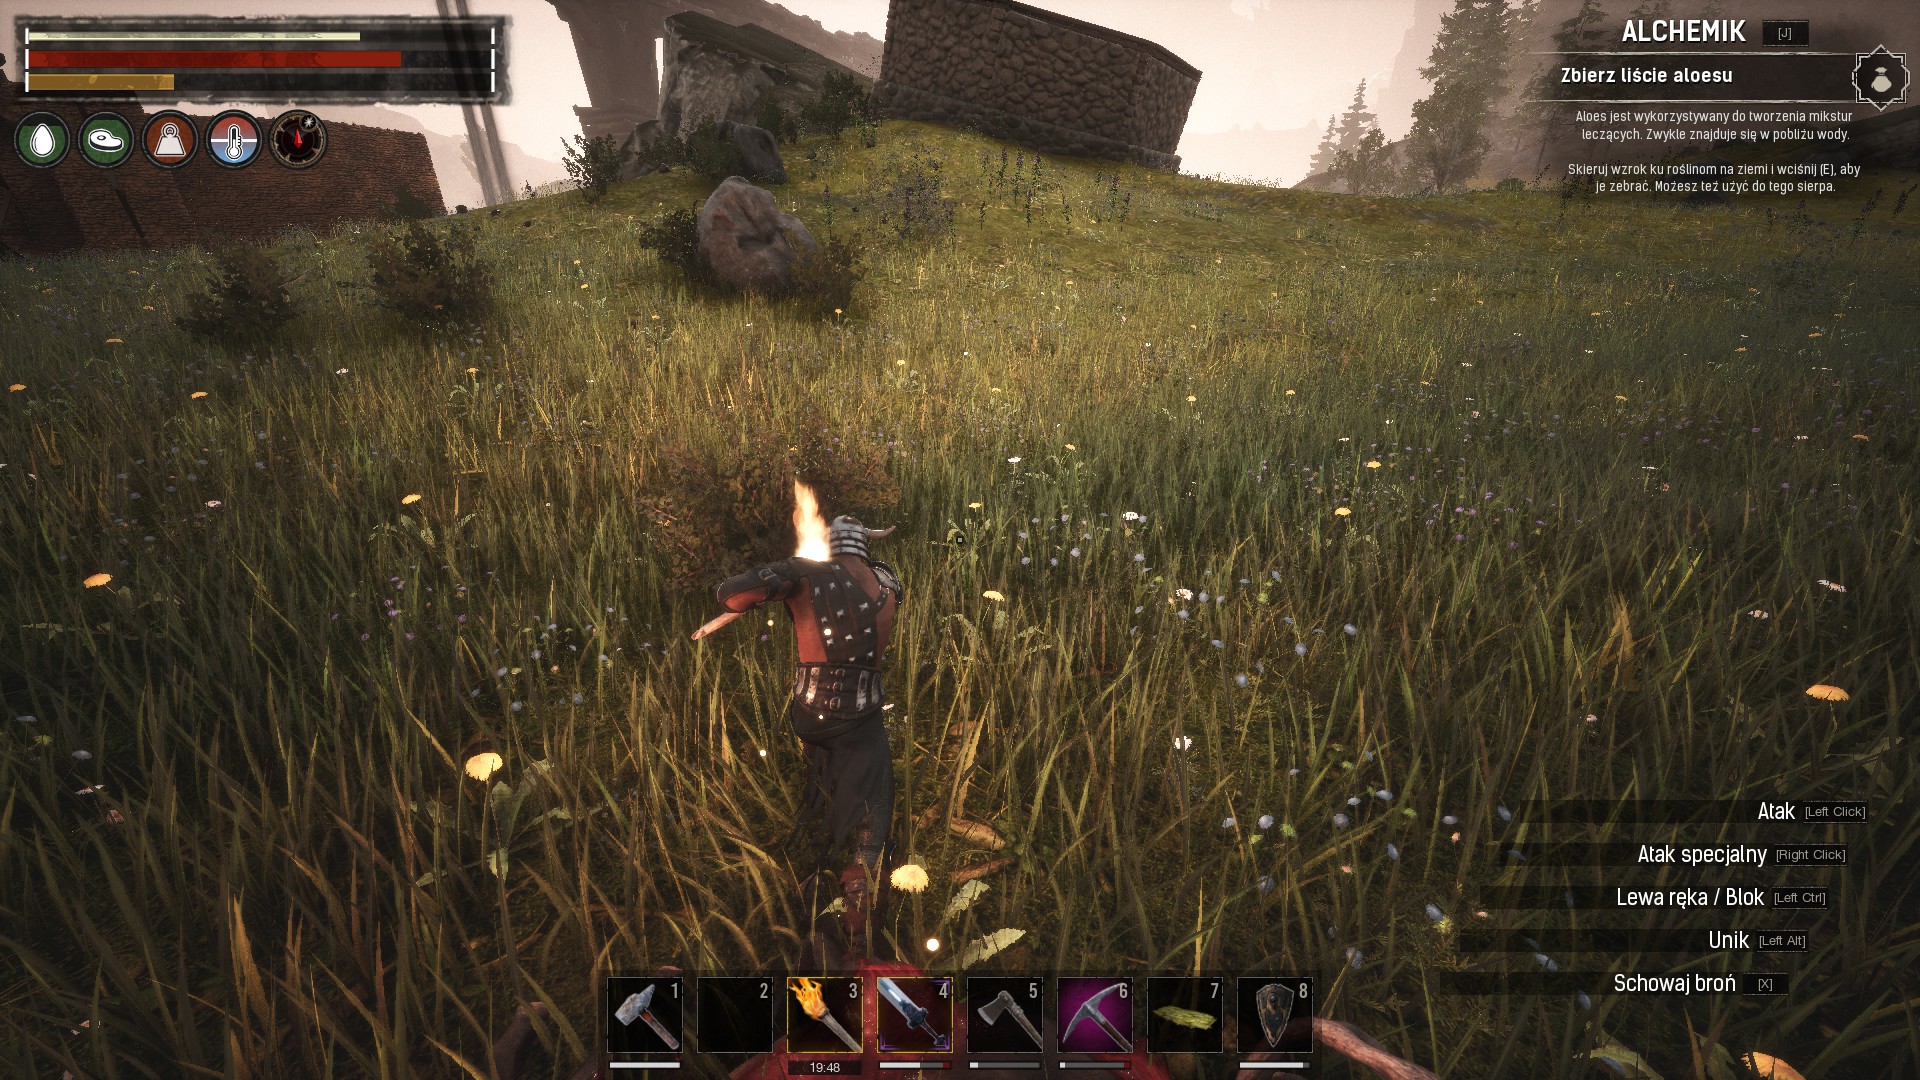 ALCHEMIK [J]
Zbierz liście aloesu
Aloes jest wykorzystywany do tworzenia mikstur
leczących. Zwykle znajduje się w pobliżu wody.
Skieruj wzrok ku roślinom na ziemi i wciśnij (E), aby
je zebrać. Możesz też użyć do tego sierpa.
Atak [Left Click]
Atak specjalny [Right Click]
Lewa ręka / Blok [Left Ctrl]
Unik [Left Alt]
Schowaj broń [X]
1 2 3 4 5 6 7 8
19:48